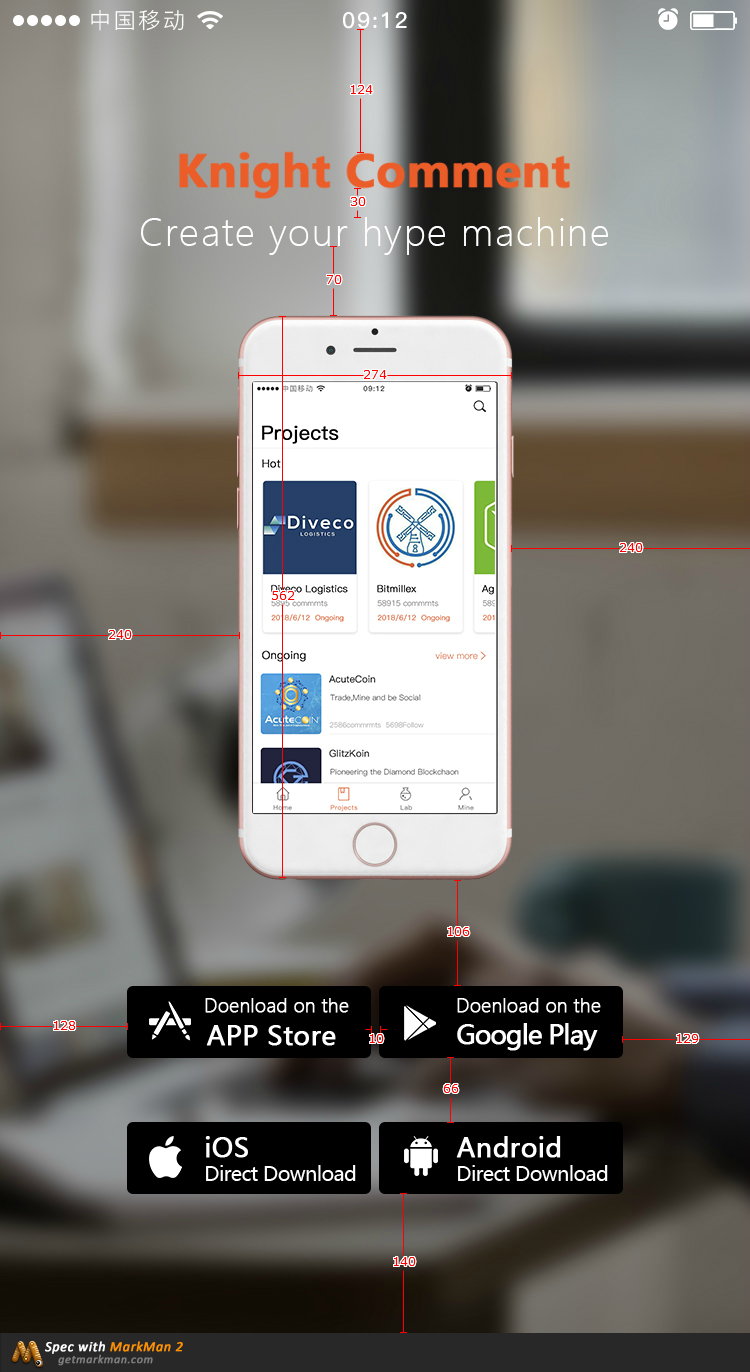 中国移动 09:12
124
Knight Comment
30
Create your hype machine
70
274
中国移动 09:12
Projects
Hot
Diveco
LOGISTICS
Diveco Logistics
Bitmillex
Ag
562
5895 commmts
58915 commmts
589
2018/6/12 Ongoing
2018/6/12 Ongoing
201
240
240
Ongoing
view more
AcuteCoin
Trade,Mine and be Social
AcuteCOIN
2586commmts 5698Follow
GlitzKoin
Pioneering the Diamond Blockchaon
Home
Projects
Lab
Mine
106
Doenload on the
APP Store
Doenload on the
Google Play
128
10
129
66
iOS
Direct Download
Android
Direct Download
140
Spec with MarkMan 2
getmarkman.com